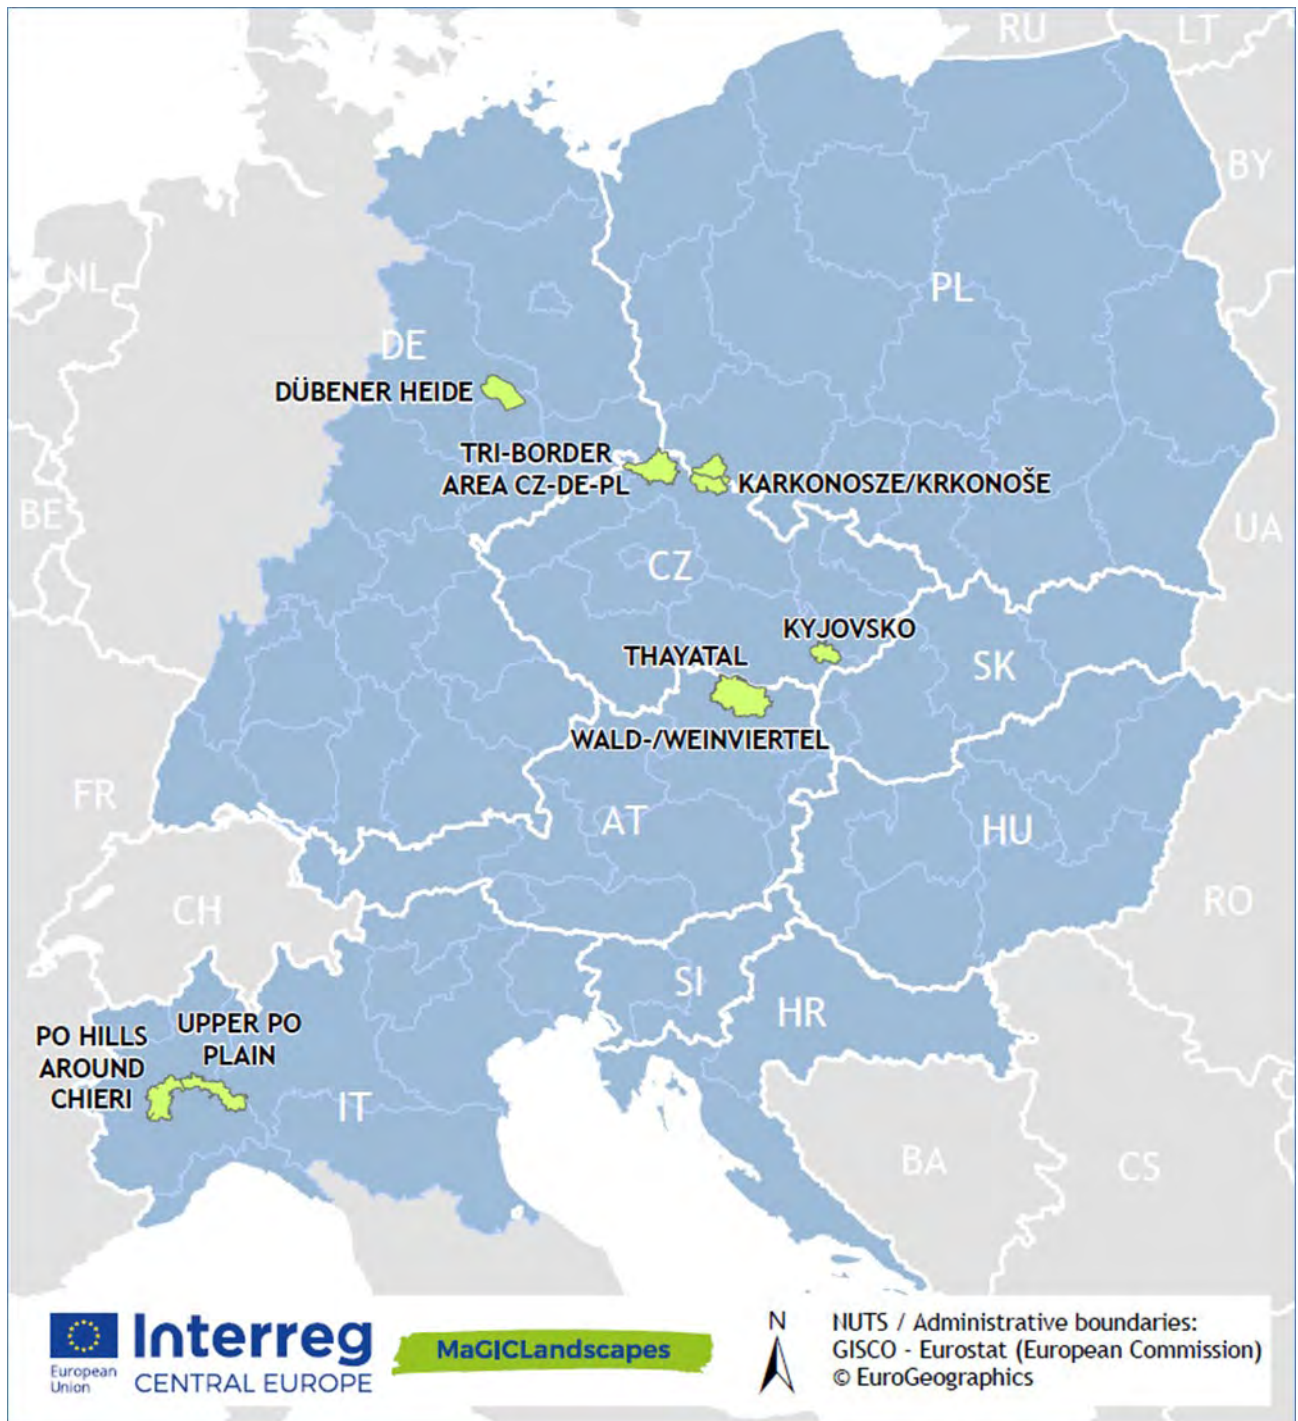 RU
LT
BY
NL
PL
DE
DÜBENER HEIDE
TRI-BORDER
AREA CZ-DE-PL
KARKONOSZE/KRKONOŠE
BE
UA
CZ
KYJOVSKO
THAYATAL
SK
WALD-/WEINVIERTEL
FR
AT
HU
CH
RO
SI
HR
PO HILLS
AROUND
CHIERI
UPPER PO
PLAIN
IT
BA
CS
European
Union
Interreg
CENTRAL EUROPE
MaGICLandscapes
N
NUTS / Administrative boundaries:
GISCO - Eurostat (European Commission)
© EuroGeographics